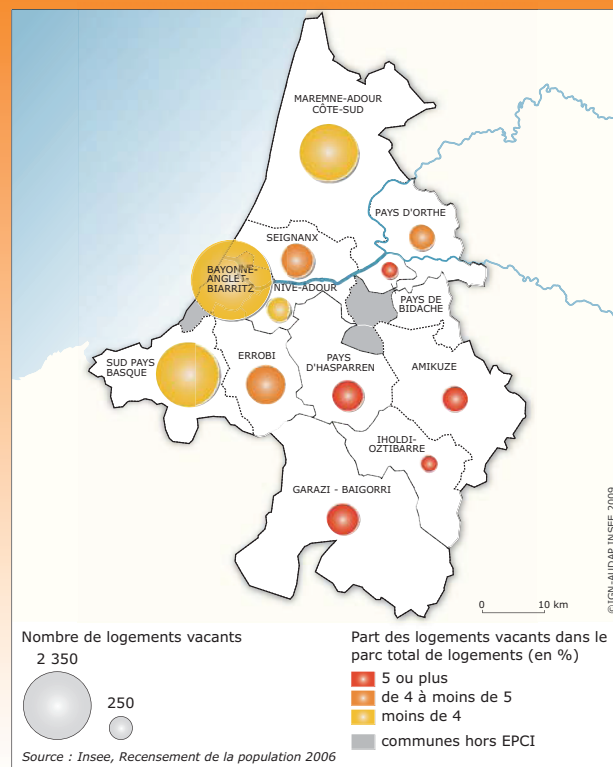 MAREMNE-ADOUR
CÔTE-SUD
PAYS D'ORTHE
SEIGNANX
BAYONNE-
ANGLET-
BIARRITZ
NIVE-ADOUR
PAYS DE
BIDACHE
SUD PAYS
BASQUE
ERROBI
PAYS
D'HASPARREN
AMIKUZE
IHOLDI-
OZTIBARRE
GARAZI - BAIGORRI
©IGN-AUDAP INSEE 2009
0 10 km
Nombre de logements vacants
2 350
250
Part des logements vacants dans le
parc total de logements (en %)
5 ou plus
de 4 à moins de 5
moins de 4
communes hors EPCI
Source : Insee, Recensement de la population 2006